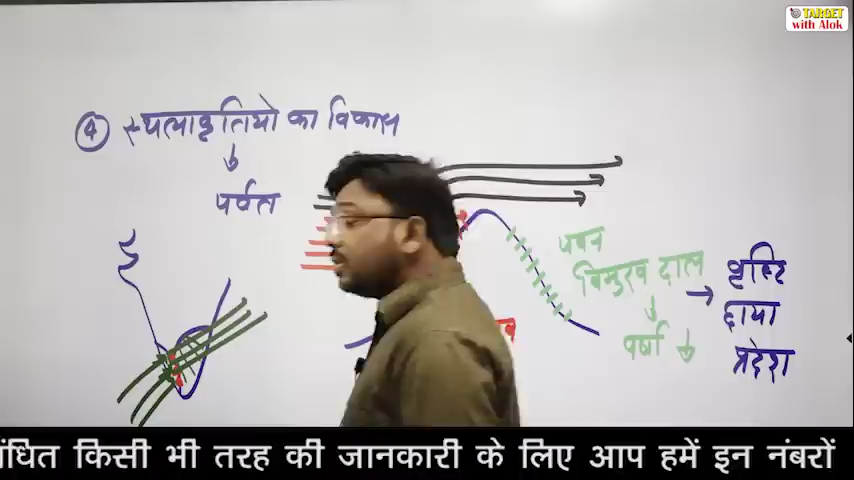 TARGET
with Alok
4 स्थलाकृतियो का विकास
पर्वत
पवन
विमुख ढाल
वर्षा
वृष्टि
छाया
प्रदेश
किसी भी तरह की जानकारी के लिए आप हमें इन नंबरों